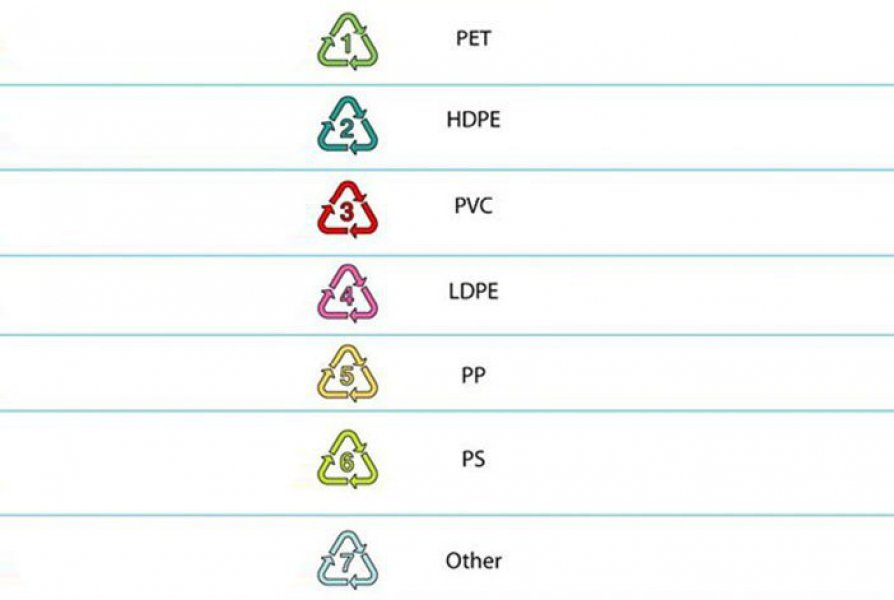 1 PET
2 HDPE
3 PVC
4 LDPE
5 PP
6 PS
7 Other